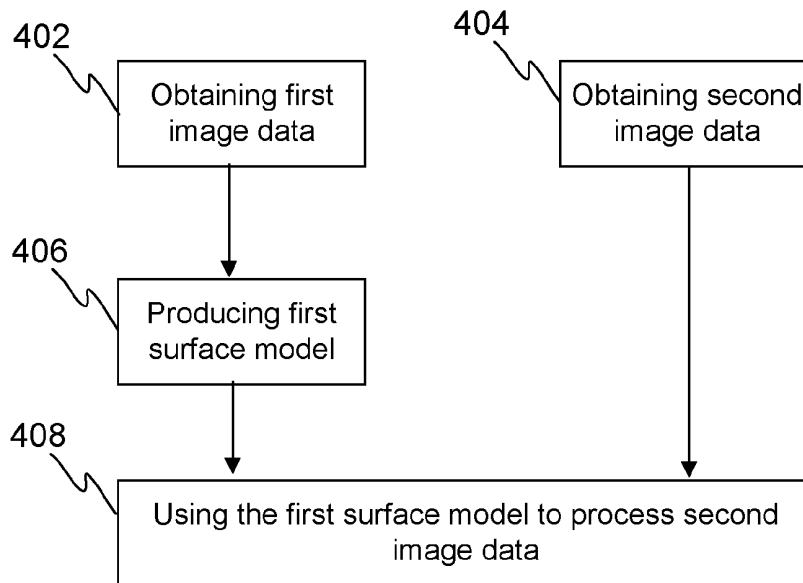 402
404
Obtaining first
image data
Obtaining second
image data
406
Producing first
surface model
408
Using the first surface model to process second
image data